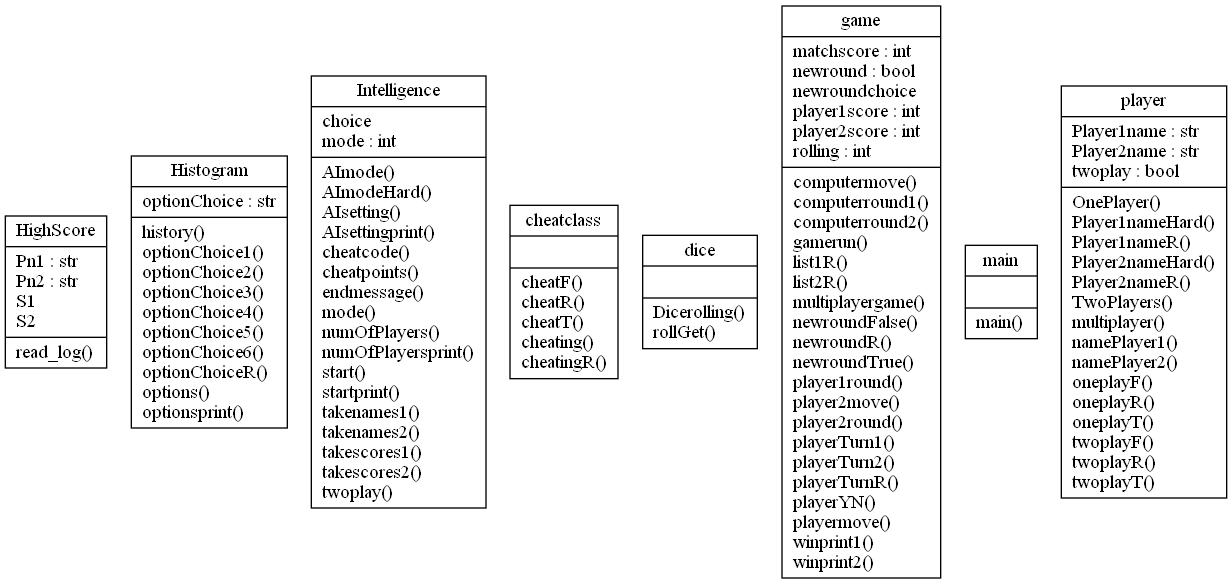 HighScore
Pn1 : str
Pn2 : str
S1
S2
read_log()
Histogram
optionChoice : str
history()
optionChoice1()
optionChoice2()
optionChoice3()
optionChoice4()
optionChoice5()
optionChoice6()
optionChoiceR()
options()
optionsprint()
Intelligence
choice
mode : int
AImode()
AImodeHard()
AIsetting()
AIsettingprint()
cheatcode()
cheatpoints()
endmessage()
mode()
numOfPlayers()
numOfPlayersprint()
start()
startprint()
takenames1()
takenames2()
takescores1()
takescores2()
twoplay()
cheatclass
cheatF()
cheatR()
cheatT()
cheating()
cheatingR()
dice
Dicerolling()
rollGet()
game
matchscore : int
newround : bool
newroundchoice
player1score : int
player2score : int
rolling : int
computermove()
computerround1()
computerround2()
gamerun()
list1R()
list2R()
multiplayergame()
newroundFalse()
newroundR()
newroundTrue()
player1round()
player2move()
player2round()
playerTurn1()
playerTurn2()
playerTurnR()
playerYN()
playermove()
winprint1()
winprint2()
main
main()
player
Player1name : str
Player2name : str
twoplay : bool
OnePlayer()
Player1nameHard()
Player1nameR()
Player2nameHard()
Player2nameR()
TwoPlayers()
multiplayer()
namePlayer1()
namePlayer2()
oneplayF()
oneplayR()
oneplayT()
twoplayF()
twoplayR()
twoplayT()